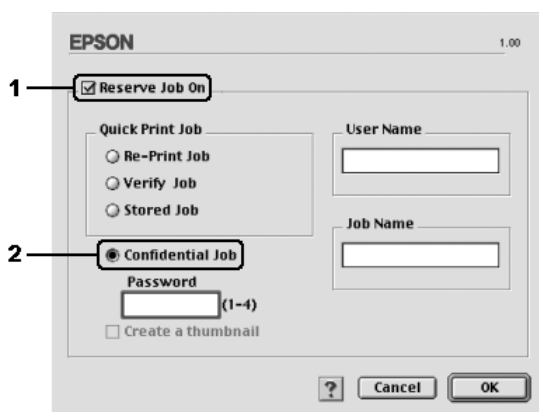 EPSON
1.00
1
Reserve Job On
Quick Print Job
Re-Print Job
Verify Job
Stored Job
2
Confidential Job
Password
(1-4)
Create a thumbnail
User Name
Job Name
?
Cancel
OK